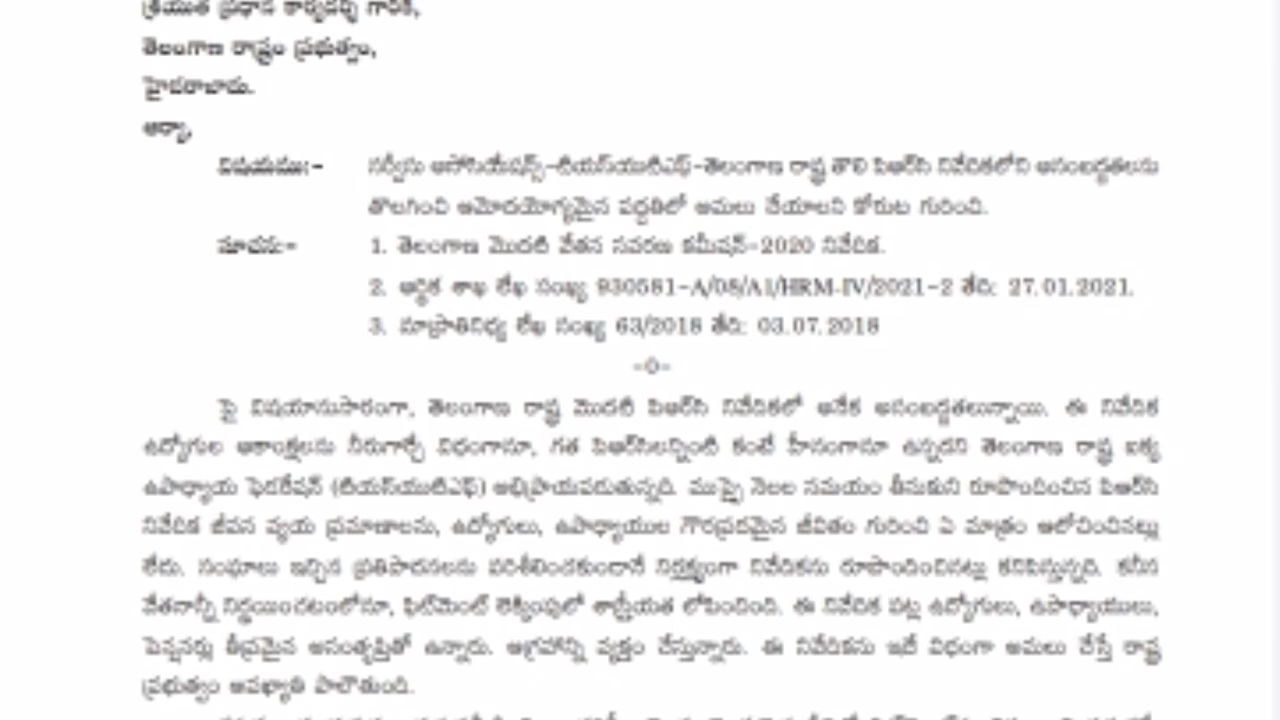 శ్రీయుత ప్రధాన కార్యదర్శి గారికి,
తెలంగాణ రాష్ట్రం ప్రభుత్వం,
హైదరాబాదు.
ఆర్యా,
విషయము:- సర్వీసు అసోసియేషన్స్-టియస్‌యుటిఎఫ్-తెలంగాణ రాష్ట్ర తొలి పిఆర్‌సి నివేదికలోని అసంబద్ధతలను
తొలగించి ఆమోదయోగ్యమైన పద్ధతిలో అమలు చేయాలని కోరుట గురించి.
సూచన:- 1. తెలంగాణ మొదటి వేతన సవరణ కమీషన్-2020 నివేదిక.
2. ఆర్థిక శాఖ లేఖ సంఖ్య 930581-A/08/A1/HRM-IV/2021-2 తేది: 27.01.2021.
3. మాప్రాతినిధ్య లేఖ సంఖ్య 63/2018 తేది: 03.07.2018
-0-
పై విషయానుసారంగా, తెలంగాణ రాష్ట్ర మొదటి పిఆర్‌సి నివేదికలో అనేక అసంబద్ధతలున్నాయి. ఈ నివేదిక
ఉద్యోగుల ఆకాంక్షలను నీరుగార్చే విధంగానూ, గత పిఆర్‌సిలన్నింటి కంటే హీనంగానూ ఉన్నదని తెలంగాణ రాష్ట్ర ఐక్య
ఉపాధ్యాయ ఫెడరేషన్ (టియస్‌యుటిఎఫ్) అభిప్రాయపడుతున్నది. ముప్పై నెలల సమయం తీసుకుని రూపొందించిన పిఆర్‌సి
నివేదిక జీవన వ్యయ ప్రమాణాలను, ఉద్యోగులు, ఉపాధ్యాయుల గౌరవప్రదమైన జీవితం గురించి ఏ మాత్రం ఆలోచించినట్లు
లేదు. సంఘాలు ఇచ్చిన ప్రతిపాదనలను పరిశీలించకుండానే నిర్లక్ష్యంగా నివేదికను రూపొందించినట్లు కనిపిస్తున్నది. కనీస
వేతనాన్ని నిర్ణయించటంలోనూ, ఫిట్‌మెంట్ లెక్కింపులో శాస్త్రీయత లోపించింది. ఈ నివేదిక పట్ల ఉద్యోగులు, ఉపాధ్యాయులు,
పెన్షనర్లు తీవ్రమైన అసంతృప్తితో ఉన్నారు. ఆగ్రహాన్ని వ్యక్తం చేస్తున్నారు. ఈ నివేదికను ఇదే విధంగా అమలు చేస్తే రాష్ట్ర
ప్రభుత్వం అపఖ్యాతి పాలౌతుంది.